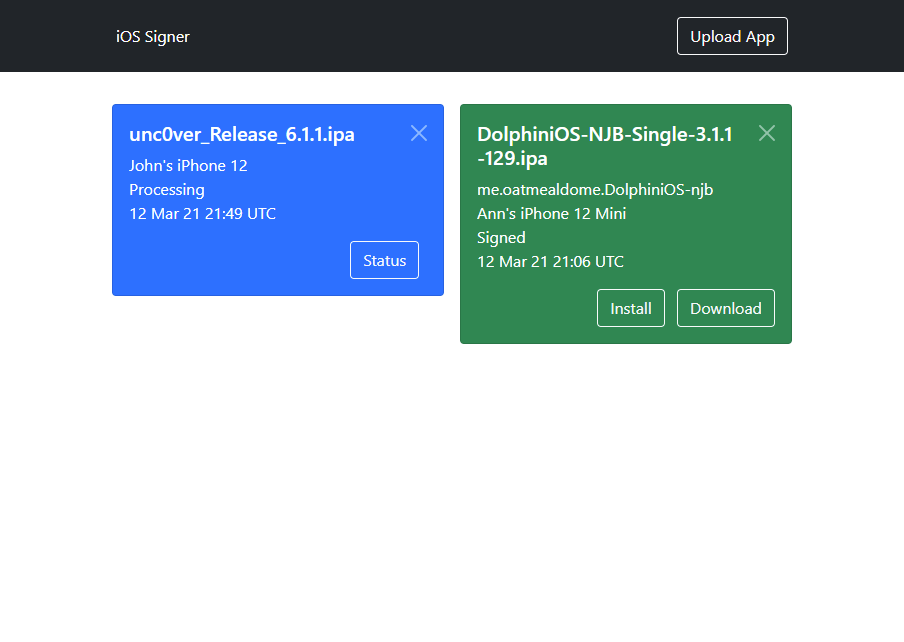 iOS Signer
Upload App
unc0ver_Release_6.1.1.ipa
John's iPhone 12
Processing
12 Mar 21 21:49 UTC
Status
DolphiniOS-NJB-Single-3.1.1
-129.ipa
me.oatmealdome.DolphiniOS-njb
Ann's iPhone 12 Mini
Signed
12 Mar 21 21:06 UTC
Install
Download